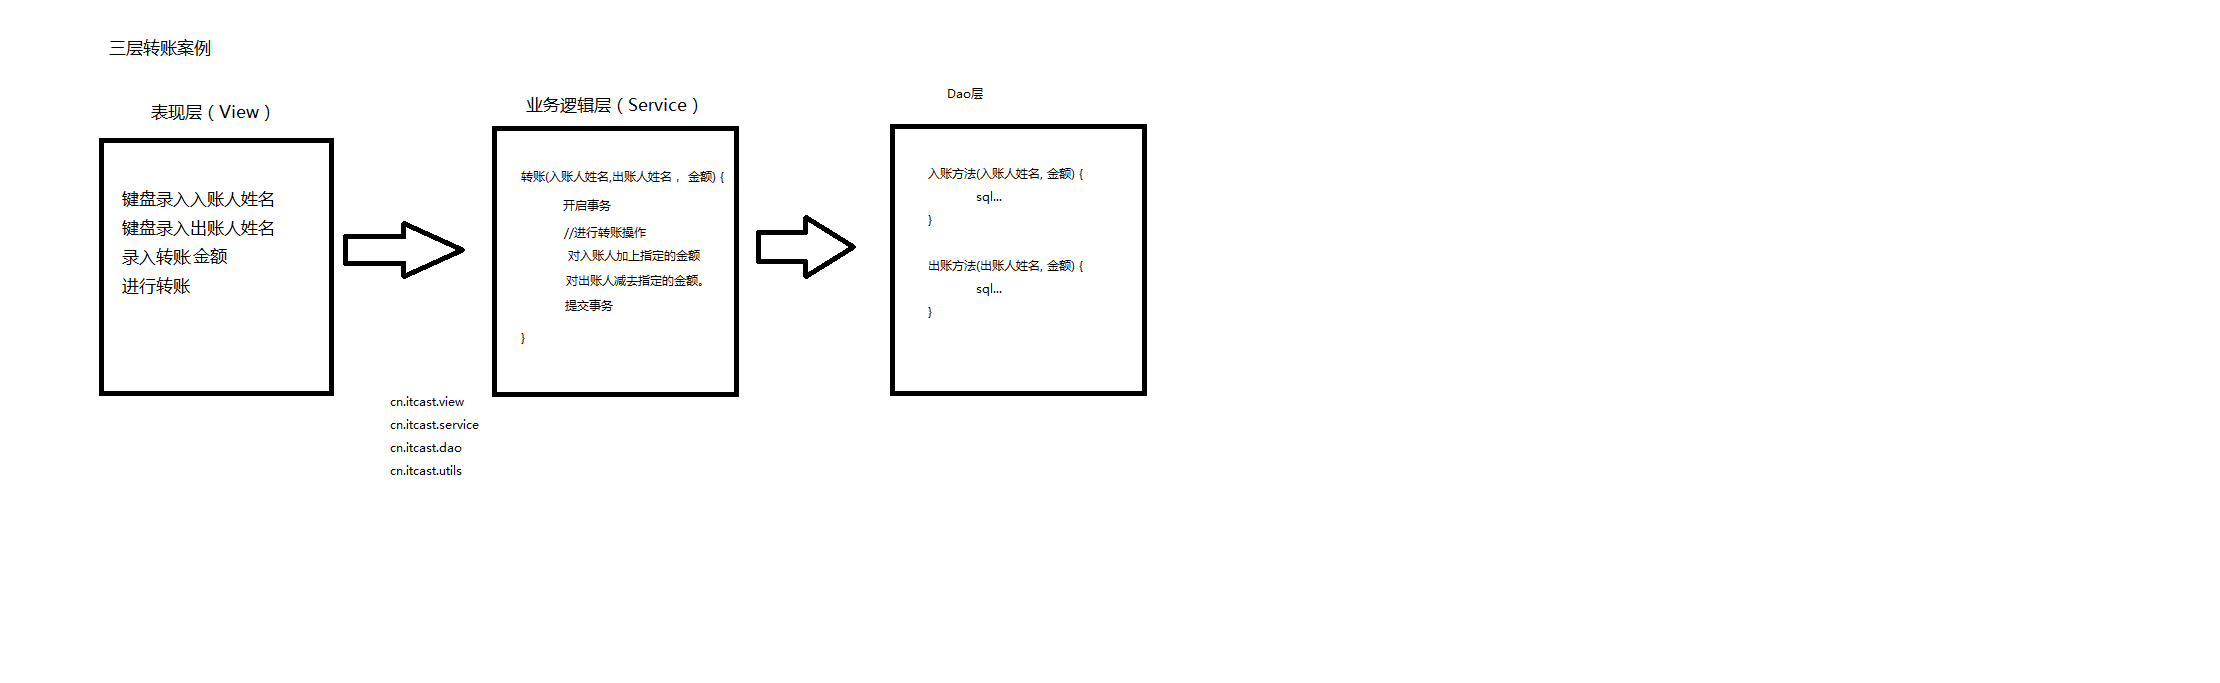 三层转账案例
表现层（View）
键盘录入入账人姓名
键盘录入出账人姓名
录入转账金额
进行转账
业务逻辑层（Service）
转账(入账人姓名,出账人姓名， 金额) {
开启事务
//进行转账操作
对入账人加上指定的金额
对出账人减去指定的金额。
提交事务
}
Dao层
入账方法(入账人姓名, 金额) {
sql...
}
出账方法(出账人姓名, 金额) {
sql...
}
cn.itcast.view
cn.itcast.service
cn.itcast.dao
cn.itcast.utils